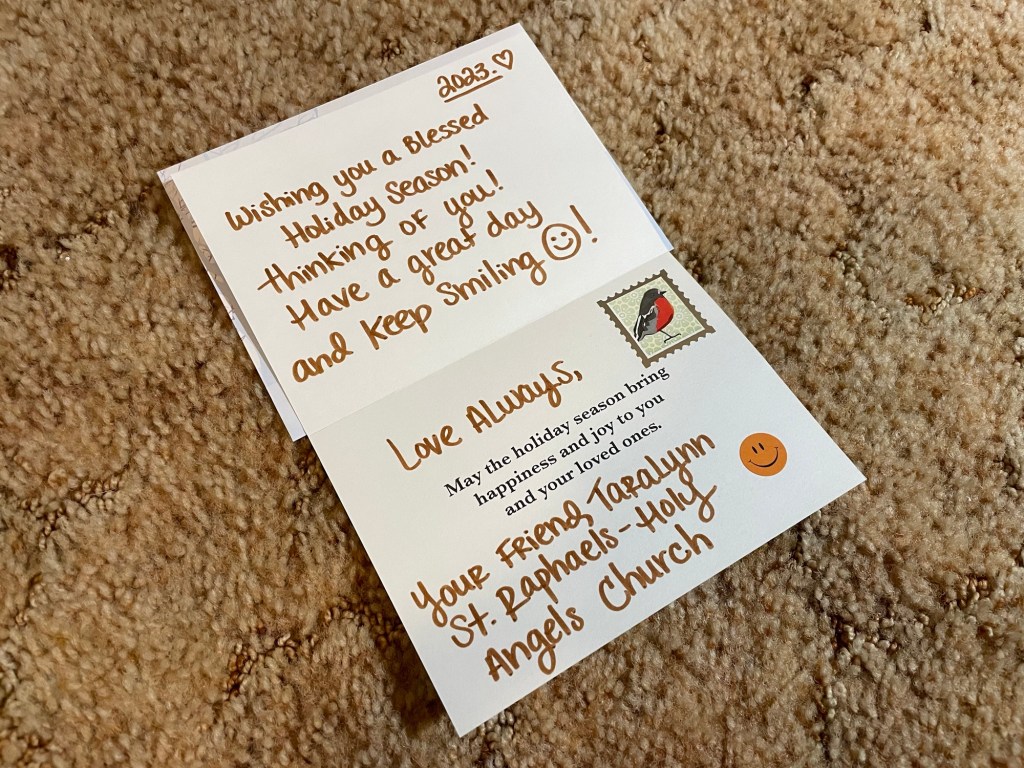 2023.♡
Wishing you a Blessed
Holiday Season!
thinking of you!
Have a great day
and keep smiling ☺!
Love Always,
May the holiday season bring
happiness and joy to you
and your loved ones.
Your Friend, Taralynn
St. Raphaels-Holy
Angels Church